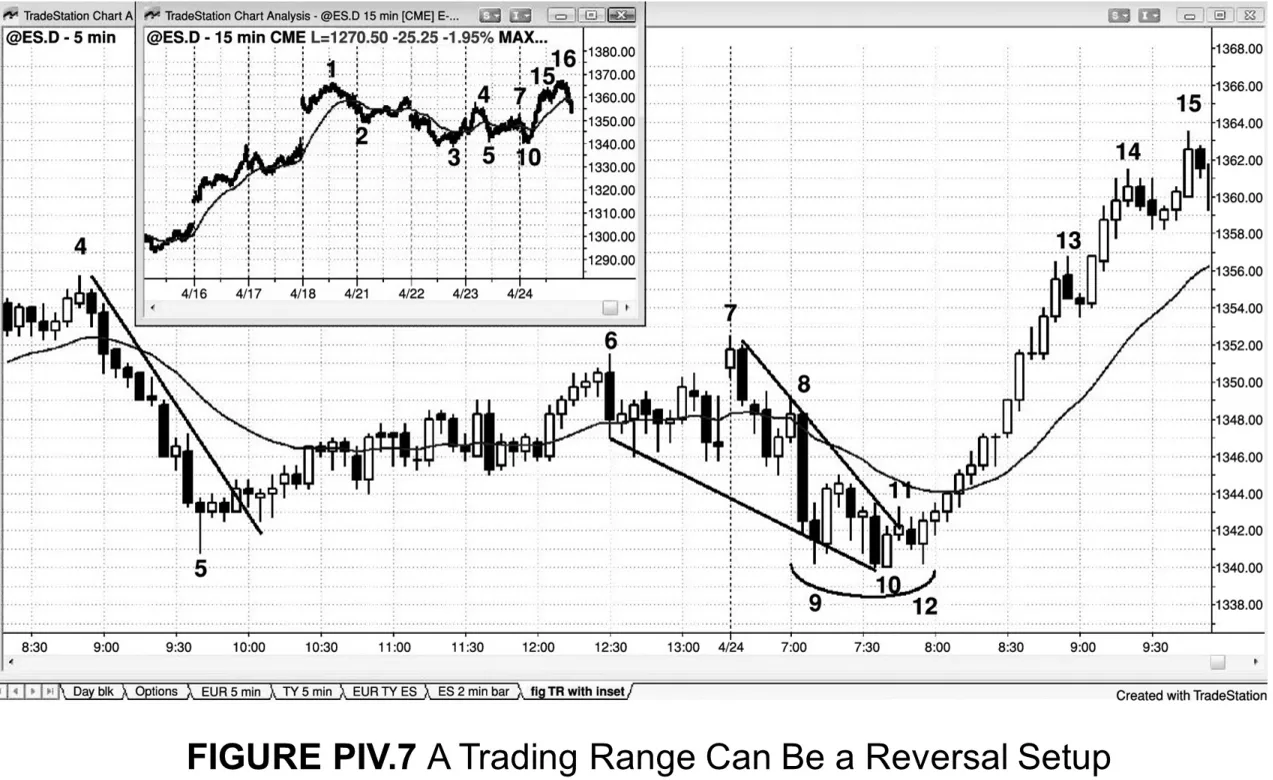 TradeStation Chart A
TradeStation Chart Analysis - @ES.D 15 min [CME] E-...
@ES.D - 5 min
@ES.D - 15 min CME L=1270.50 -25.25 -1.95% MAX...
1380.00
1370.00
1360.00
1350.00
1340.00
1330.00
1320.00
1310.00
1300.00
1290.00
1 2 3 4 5 7 10 15 16
4/16 4/17 4/18 4/21 4/22 4/23 4/24
1368.00
1366.00
1364.00
1362.00
1360.00
1358.00
1356.00
1354.00
1352.00
1350.00
1348.00
1346.00
1344.00
1342.00
1340.00
1338.00
4 5 6 7 8 9 10 11 12 13 14 15
8:30 9:00 9:30 10:00 10:30 11:00 11:30 12:00 12:30 13:00 4/24 7:00 7:30 8:00 8:30 9:00 9:30
Day blk Options EUR 5 min TY 5 min EUR TY ES ES 2 min bar fig TR with inset
Created with TradeStation
FIGURE PIV.7 A Trading Range Can Be a Reversal Setup